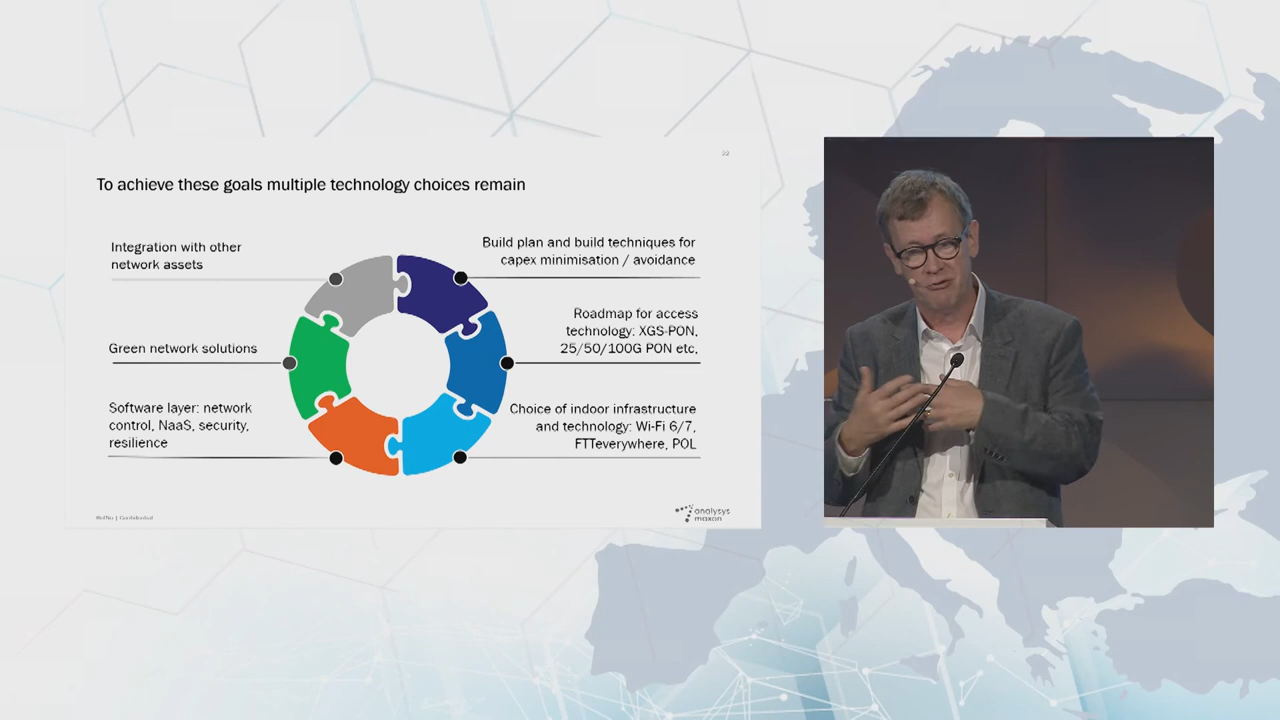 22
To achieve these goals multiple technology choices remain
Integration with other
network assets
Build plan and build techniques for
capex minimisation / avoidance
Roadmap for access
technology: XGS-PON,
25/50/100G PON etc,
Green network solutions
Software layer: network
control, NaaS, security,
resilience
Choice of indoor infrastructure
and technology: Wi-Fi 6/7,
FTTeverywhere, POL
| Confidential
analysys
mason